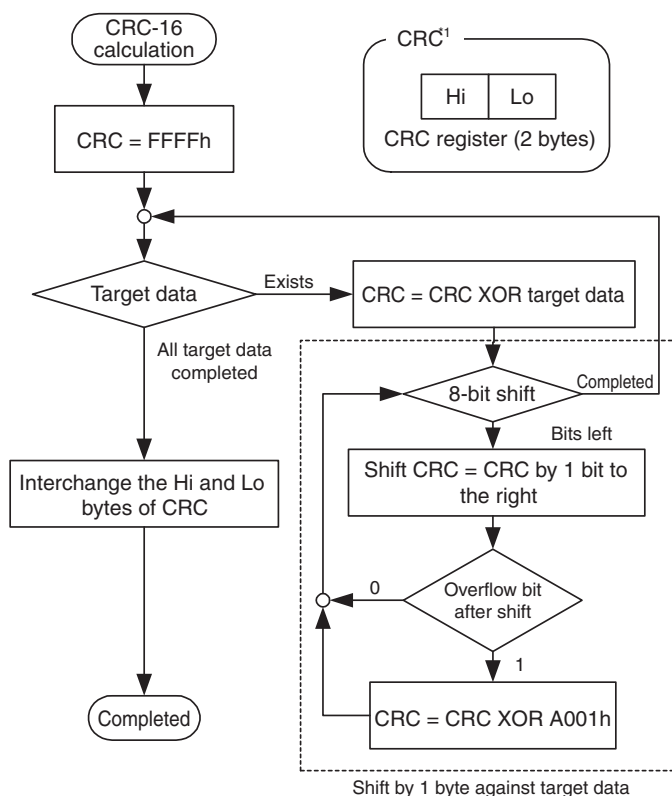 CRC-16
calculation
CRC*1
Hi
Lo
CRC register (2 bytes)
CRC = FFFFh
Target data
Exists
CRC = CRC XOR target data
All target data
completed
8-bit shift
Completed
Bits left
Interchange the Hi and Lo
bytes of CRC
Shift CRC = CRC by 1 bit to
the right
Overflow bit
after shift
0
1
CRC = CRC XOR A001h
Completed
Shift by 1 byte against target data